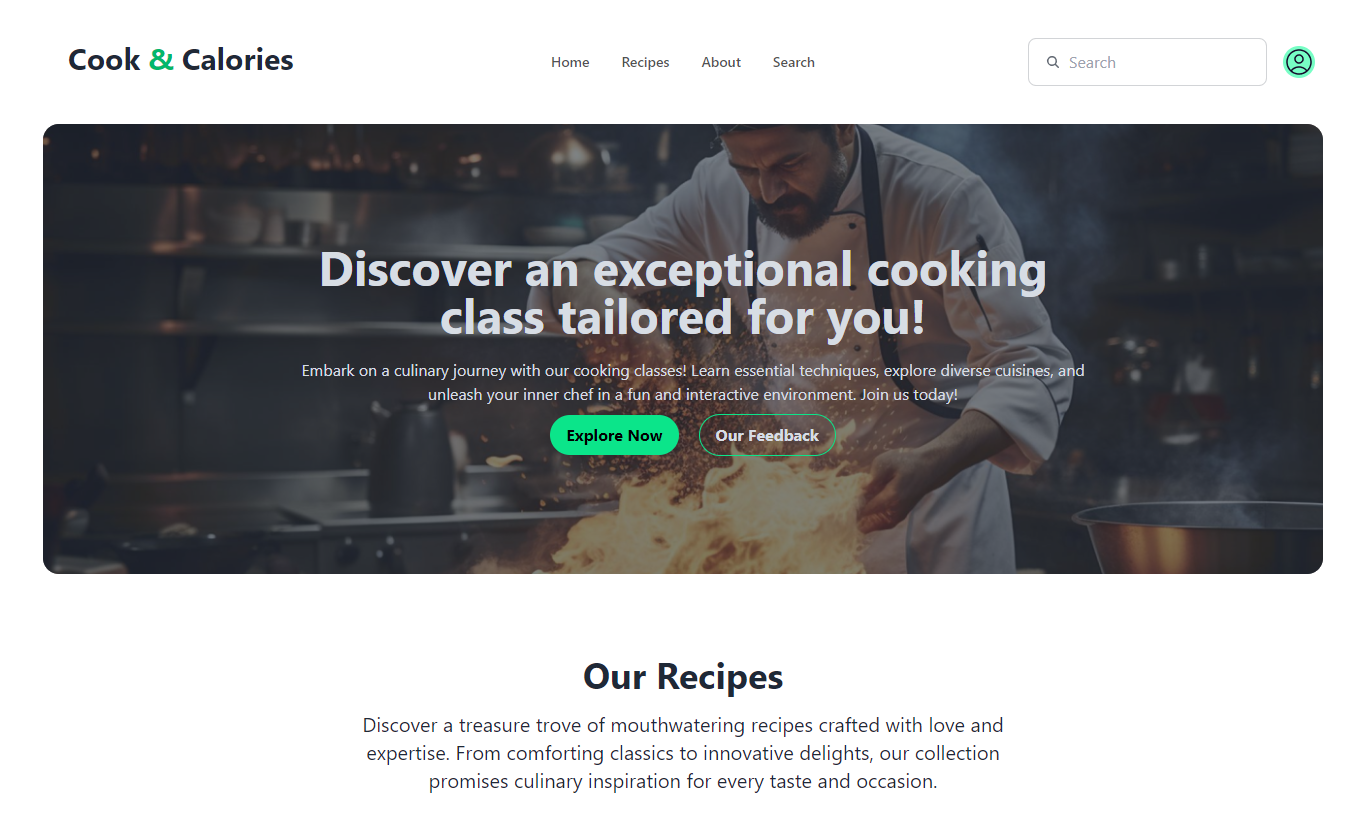 Cook & Calories
Home Recipes About Search
Search
Discover an exceptional cooking
class tailored for you!
Embark on a culinary journey with our cooking classes! Learn essential techniques, explore diverse cuisines, and
unleash your inner chef in a fun and interactive environment. Join us today!
Explore Now
Our Feedback
Our Recipes
Discover a treasure trove of mouthwatering recipes crafted with love and
expertise. From comforting classics to innovative delights, our collection
promises culinary inspiration for every taste and occasion.